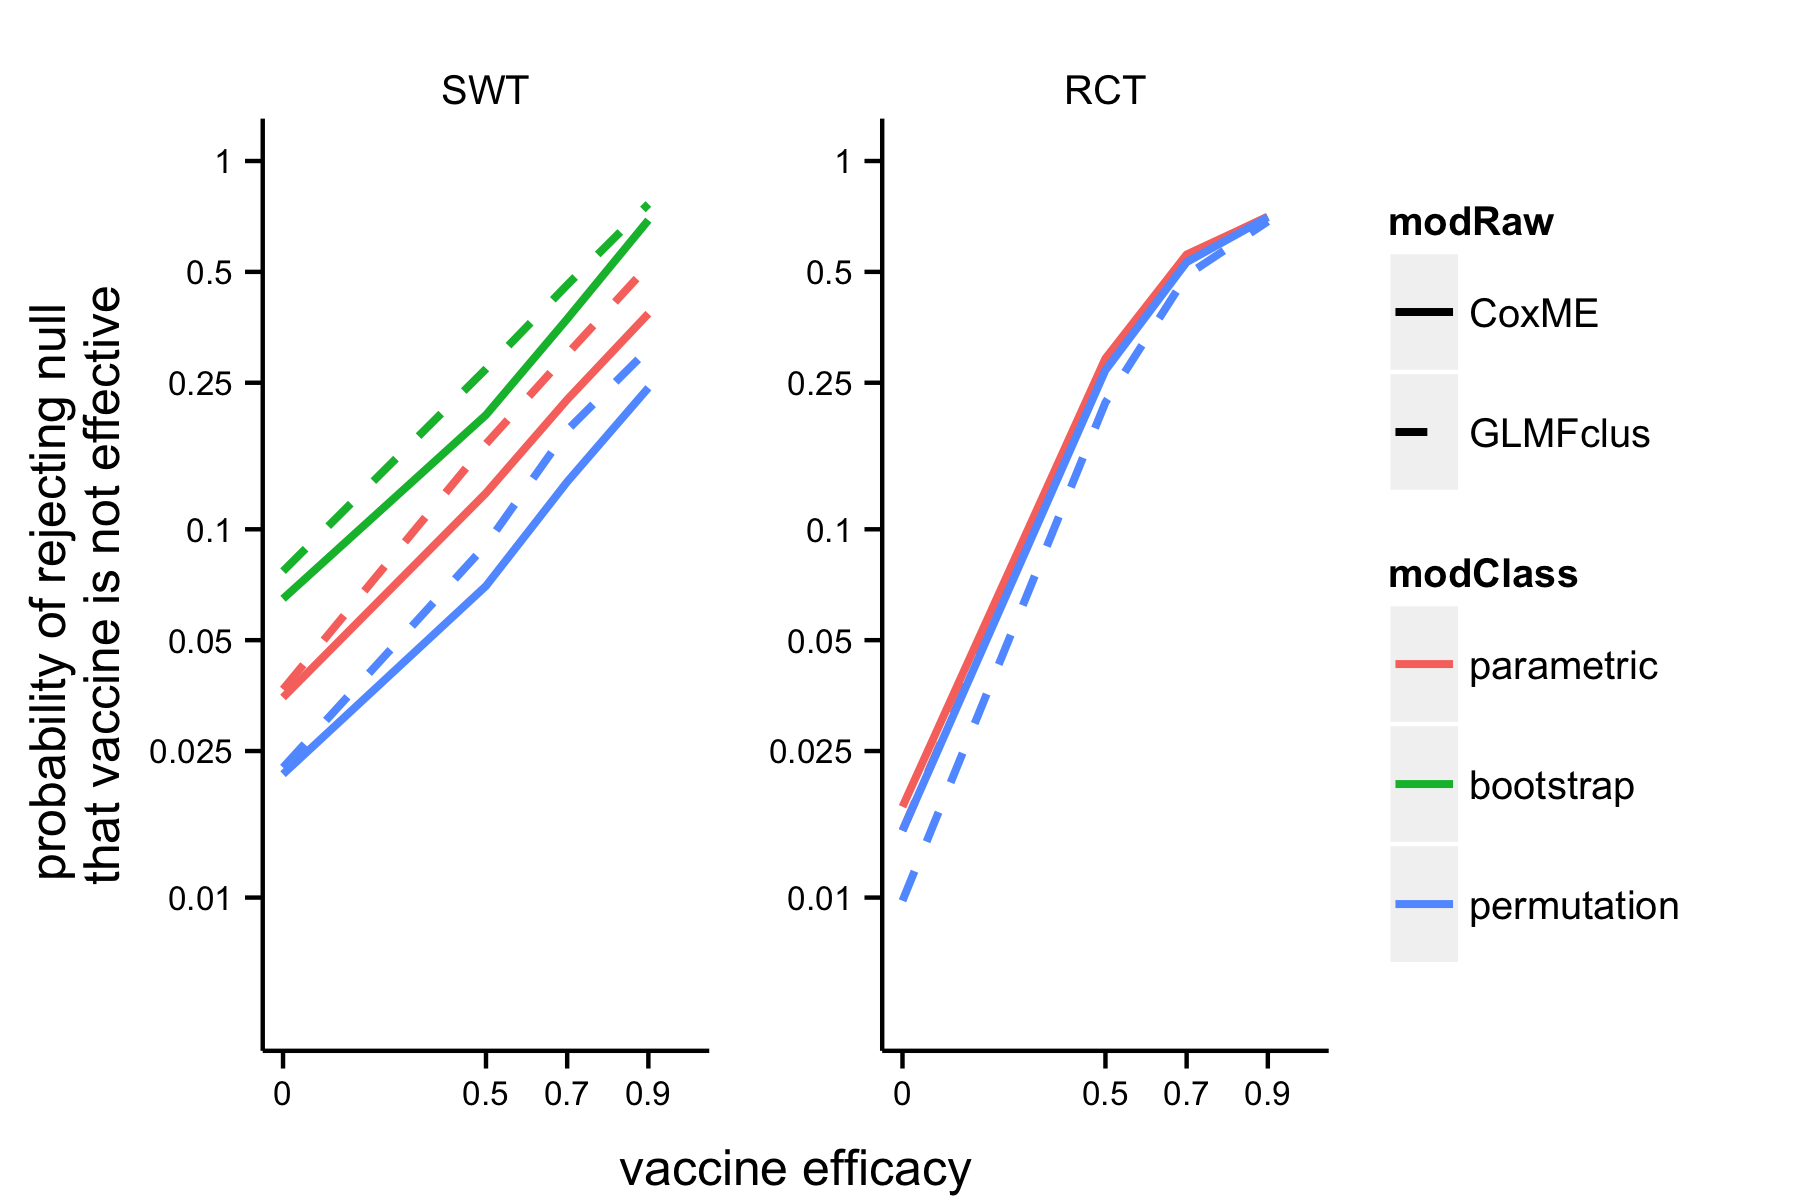 SWT
RCT
probability of rejecting null
that vaccine is not effective
1
0.5
0.25
0.1
0.05
0.025
0.01
0 0.5 0.7 0.9
1
0.5
0.25
0.1
0.05
0.025
0.01
0 0.5 0.7 0.9
vaccine efficacy
modRaw
CoxME
GLMFclus
modClass
parametric
bootstrap
permutation